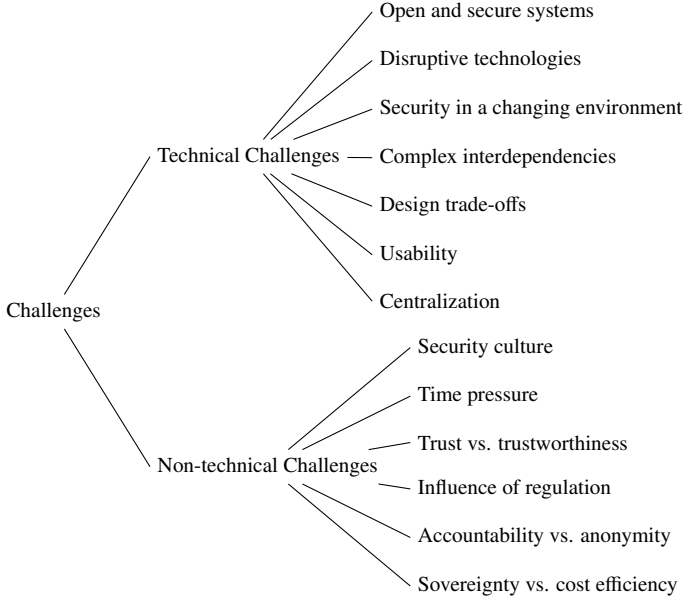 Challenges
Technical Challenges
Open and secure systems
Disruptive technologies
Security in a changing environment
Complex interdependencies
Design trade-offs
Usability
Centralization
Non-technical Challenges
Security culture
Time pressure
Trust vs. trustworthiness
Influence of regulation
Accountability vs. anonymity
Sovereignty vs. cost efficiency